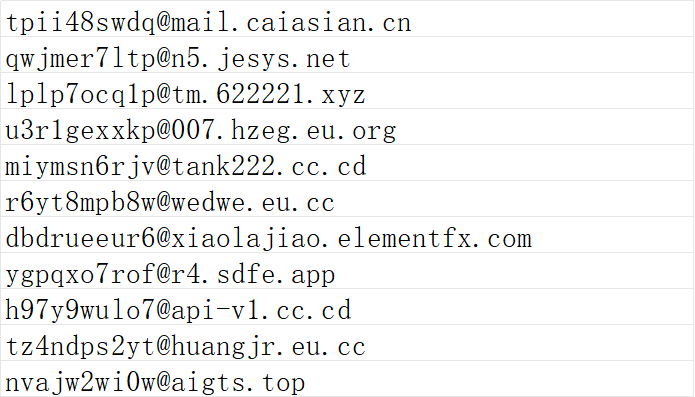 tpii48swdq@mail.caiasian.cn
qwjmer7ltp@n5.jesys.net
lplp7ocq1p@tm.622221.xyz
u3r1gexxkp@007.hzeg.eu.org
miymsn6rjv@tank222.cc.cd
r6yt8mpb8w@wedwe.eu.cc
dbdrueeur6@xiaolajiao.elementfx.com
ygpqxo7rof@r4.sdfe.app
h97y9wulo7@api-v1.cc.cd
tz4ndps2yt@huangjr.eu.cc
nvajw2wi0w@aigts.top